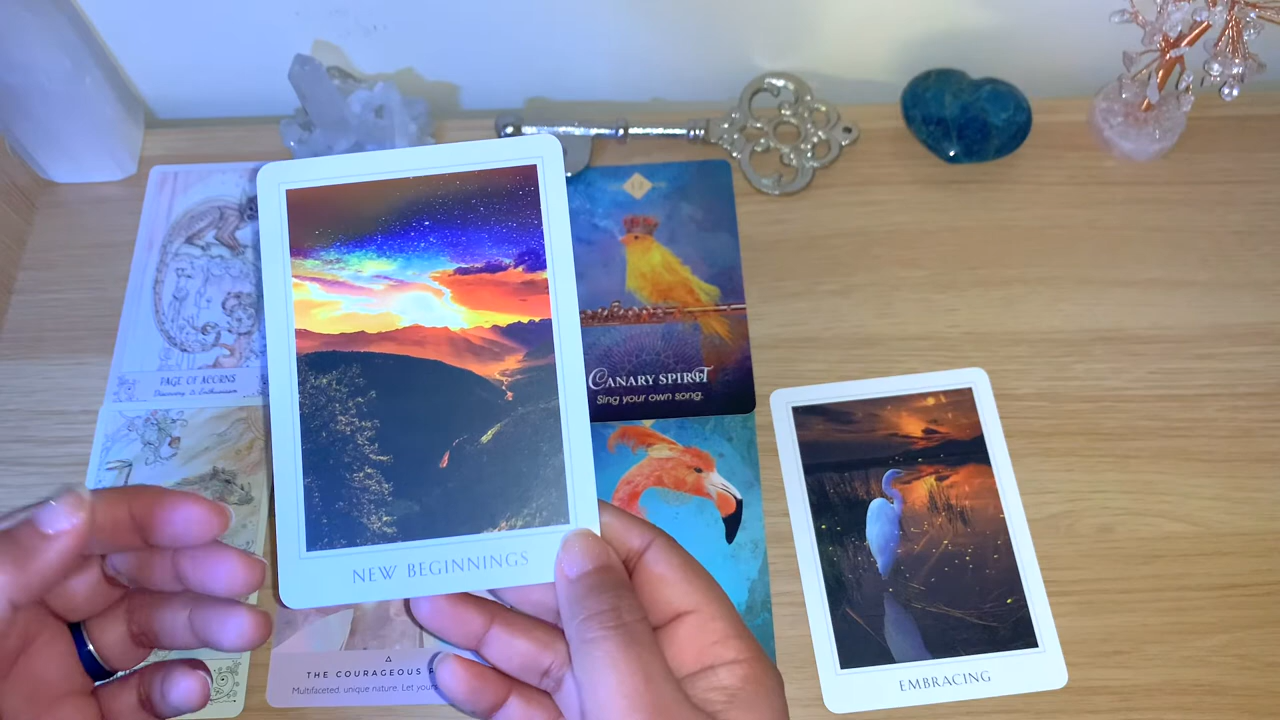 12
CANARY SPIRIT
Sing your own song.
PAGE OF ACORNS
Discovery & Enthusiasm
NEW BEGINNINGS
THE COURAGEOUS
Multifaceted, unique nature. Let your
EMBRACING